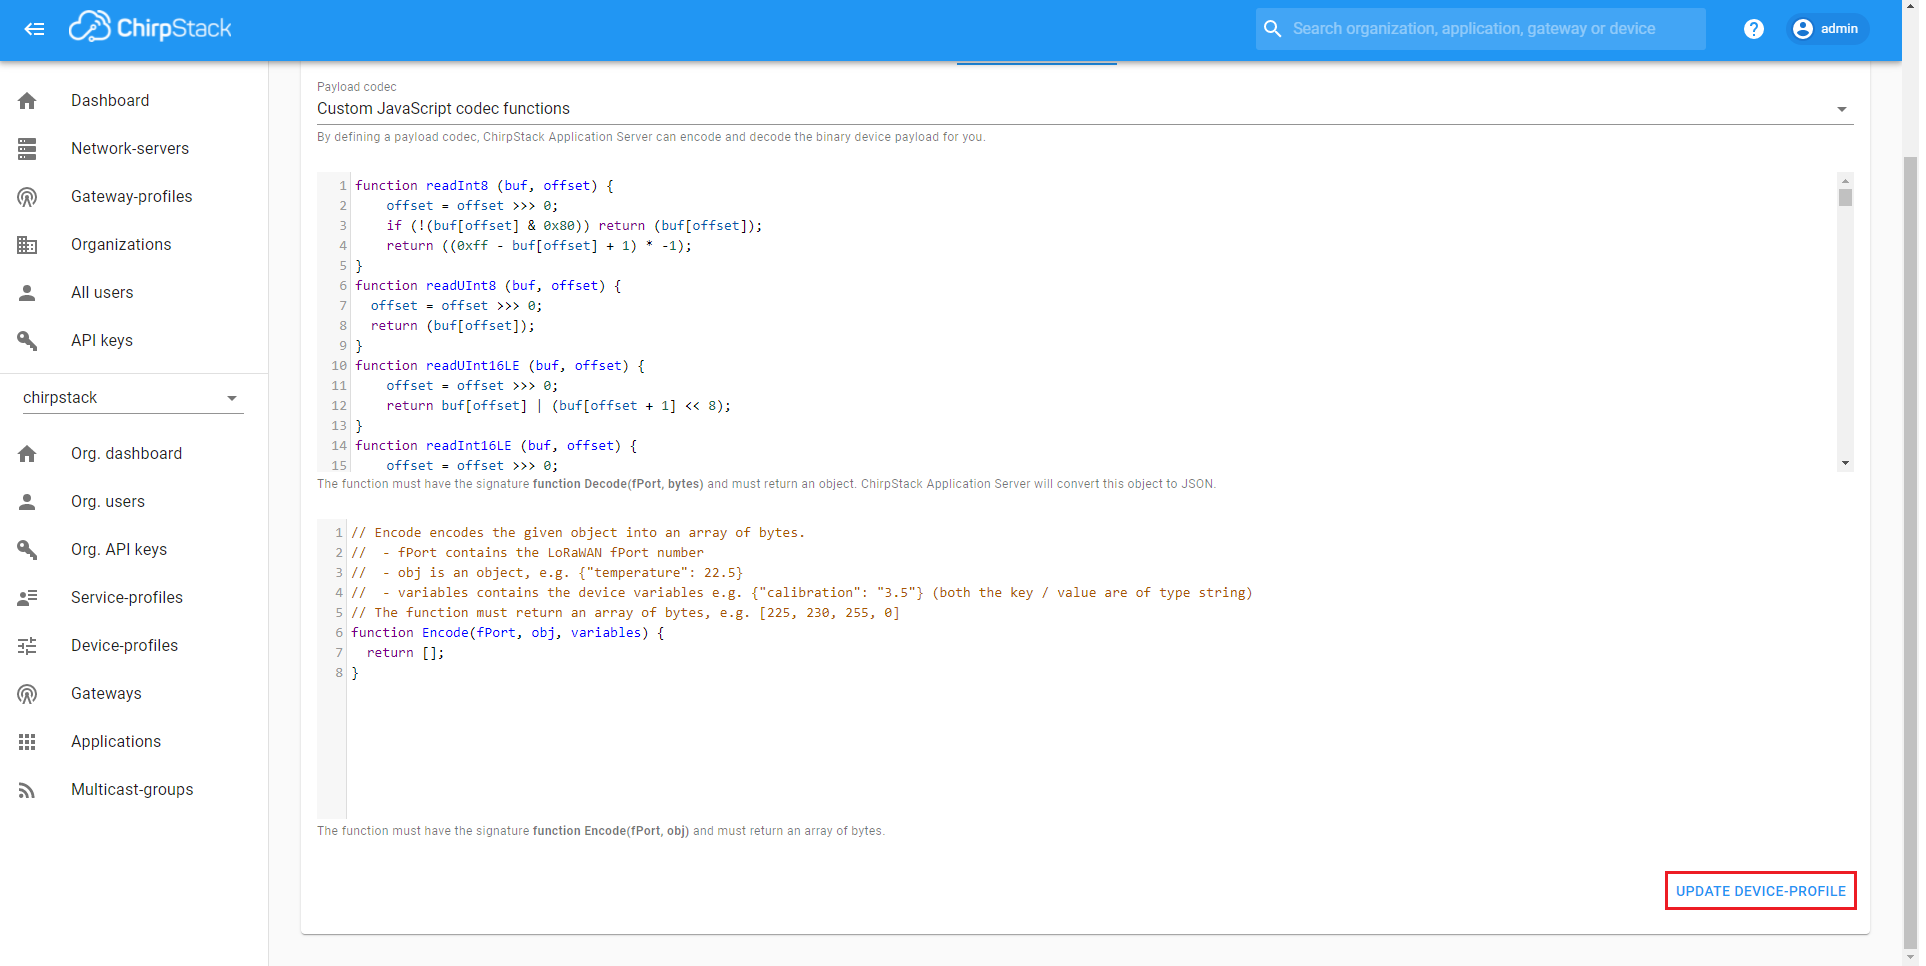 ChirpStack
Search organization, application, gateway or device
admin
Dashboard
Network-servers
Gateway-profiles
Organizations
All users
API keys
chirpstack
Org. dashboard
Org. users
Org. API keys
Service-profiles
Device-profiles
Gateways
Applications
Multicast-groups
Payload codec
Custom JavaScript codec functions
By defining a payload codec, ChirpStack Application Server can encode and decode the binary device payload for you.
1 function readInt8 (buf, offset) {
2     offset = offset >>> 0;
3     if (!(buf[offset] & 0x80)) return (buf[offset]);
4     return ((0xff - buf[offset] + 1) * -1);
5 }
6 function readUInt8 (buf, offset) {
7   offset = offset >>> 0;
8   return (buf[offset]);
9 }
10 function readUInt16LE (buf, offset) {
11     offset = offset >>> 0;
12     return buf[offset] | (buf[offset + 1] << 8);
13 }
14 function readInt16LE (buf, offset) {
15     offset = offset >>> 0;
The function must have the signature function Decode(fPort, bytes) and must return an object. ChirpStack Application Server will convert this object to JSON.
1 // Encode encodes the given object into an array of bytes.
2 //  - fPort contains the LoRaWAN fPort number
3 //  - obj is an object, e.g. {"temperature": 22.5}
4 //  - variables contains the device variables e.g. {"calibration": "3.5"} (both the key / value are of type string)
5 // The function must return an array of bytes, e.g. [225, 230, 255, 0]
6 function Encode(fPort, obj, variables) {
7   return [];
8 }
The function must have the signature function Encode(fPort, obj) and must return an array of bytes.
UPDATE DEVICE-PROFILE